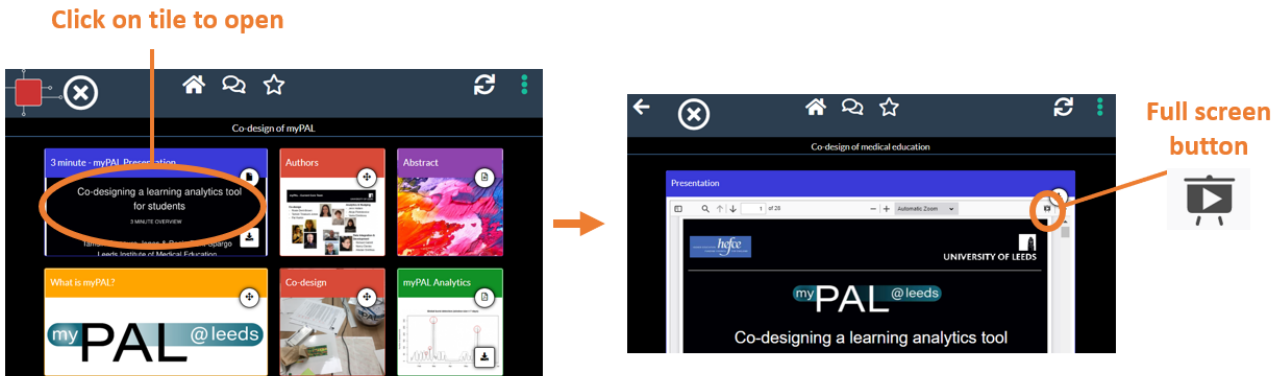 Click on tile to open
Co-design of myPAL
3 minute - myPAL Presentation
Co-designing a learning analytics tool
for students
3 MINUTE OVERVIEW
Leeds Institute of Medical Education
Authors
Abstract
What is myPAL?
my PAL @leeds
Co-design
myPAL Analytics
Co-design of medical education
Presentation
1 of 28
Automatic Zoom
hefce
UNIVERSITY OF LEEDS
my PAL @leeds
Co-designing a learning analytics tool
Full screen
button